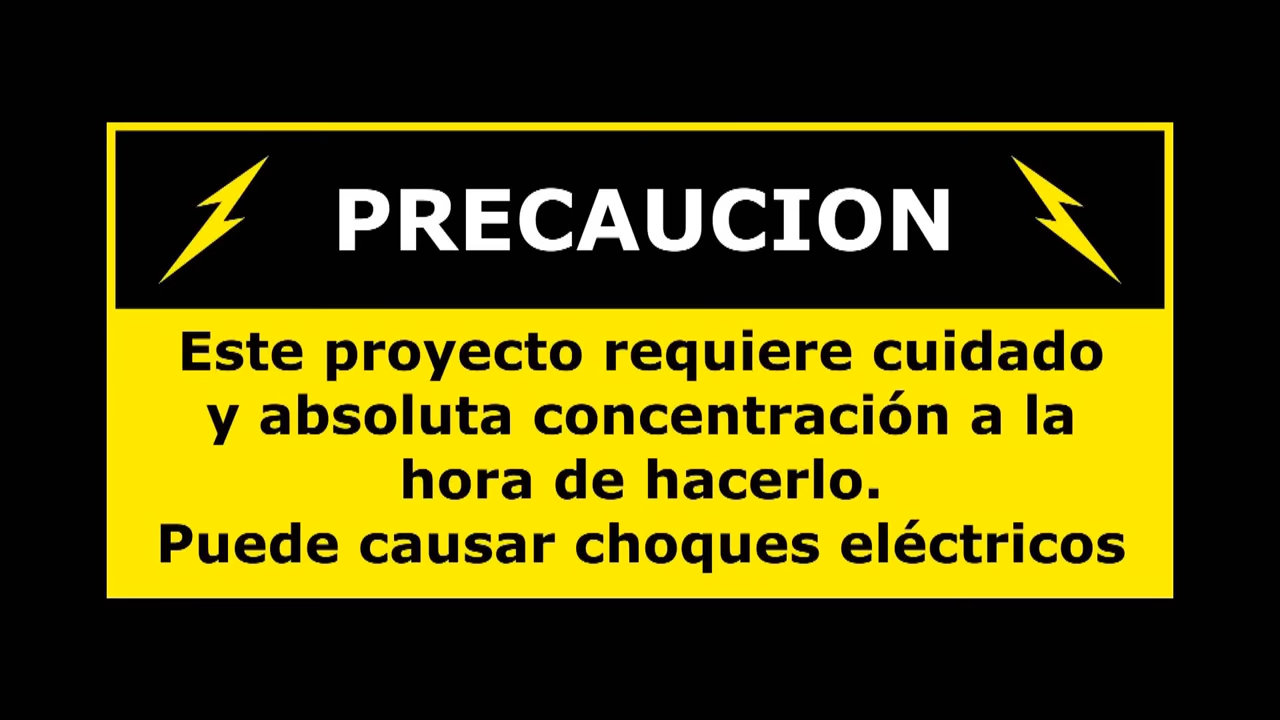 PRECAUCION
Este proyecto requiere cuidado
y absoluta concentración a la
hora de hacerlo.
Puede causar choques eléctricos